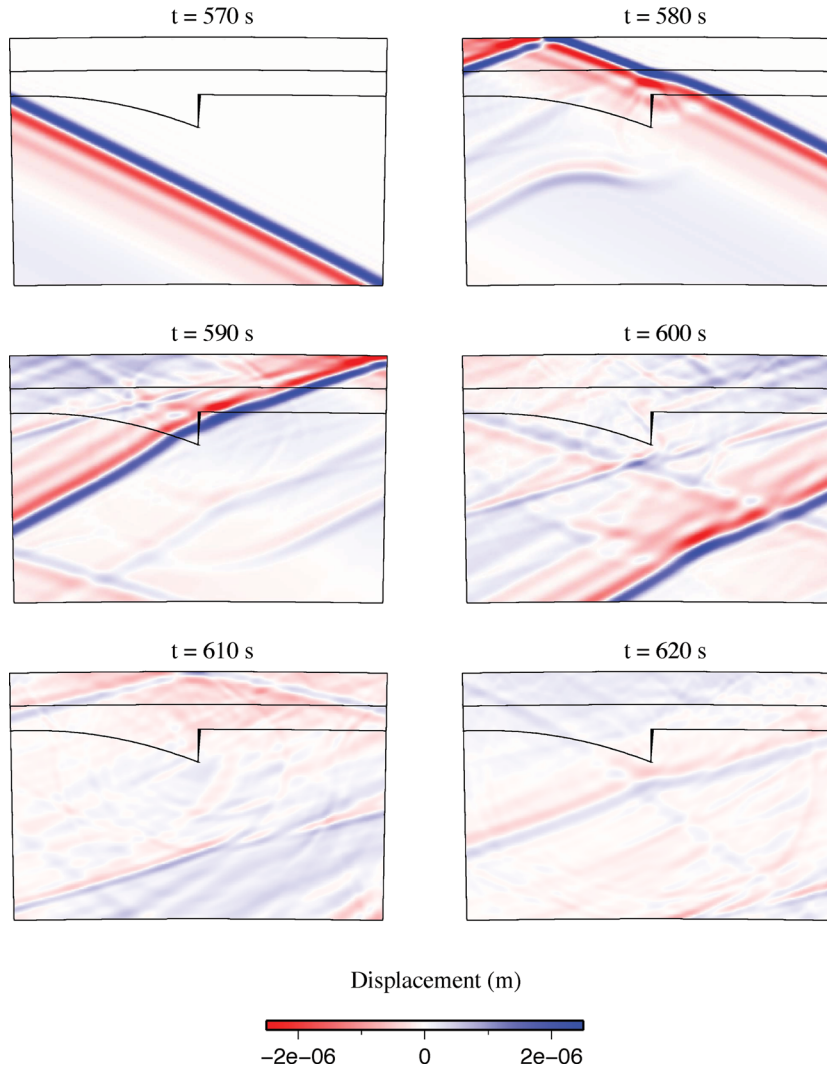 t = 570 s
t = 580 s
t = 590 s
t = 600 s
t = 610 s
t = 620 s
Displacement (m)
−2e−06 0 2e−06